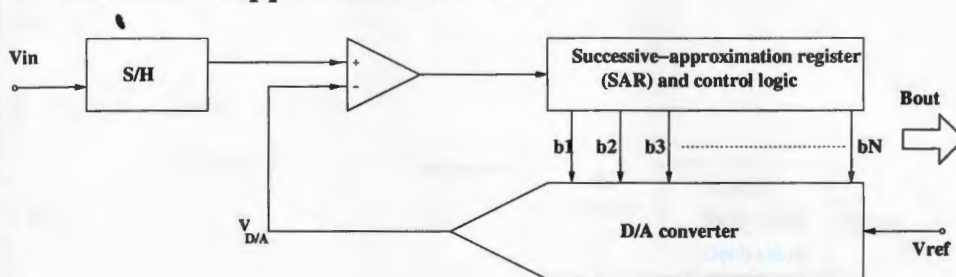 Vin
S/H
+
-
Successive-approximation register
(SAR) and control logic
Bout
b1 b2 b3 bN
V D/A
D/A converter
Vref